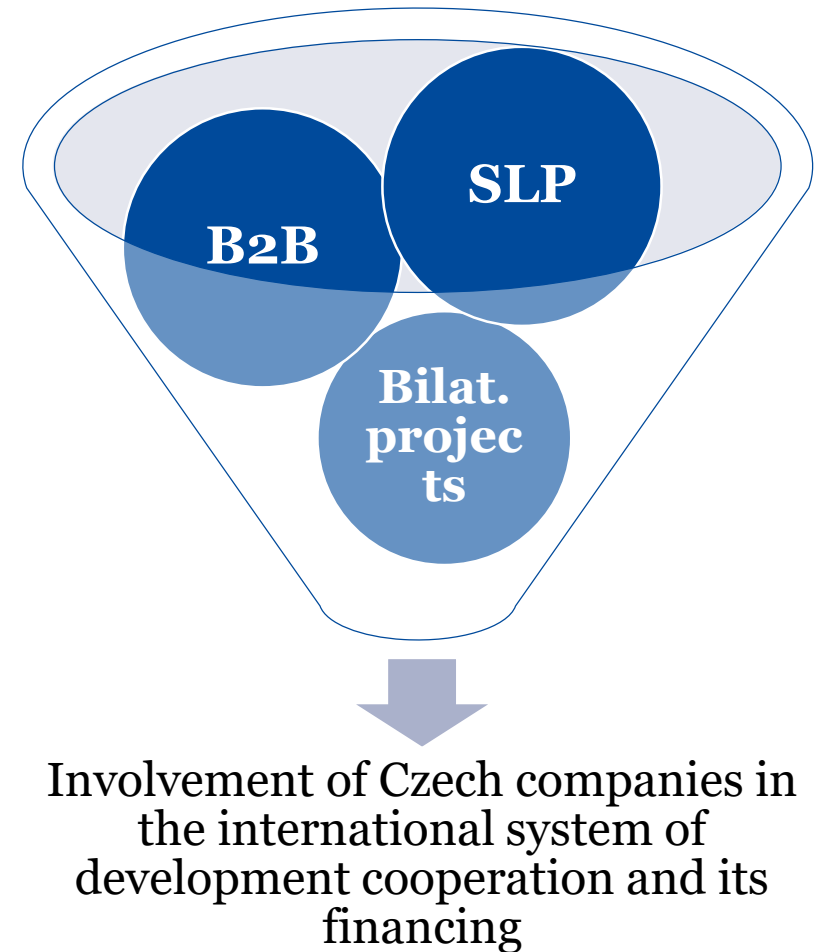 SLP
B2B
Bilat.
projec
ts
Involvement of Czech companies in
the international system of
development cooperation and its
financing